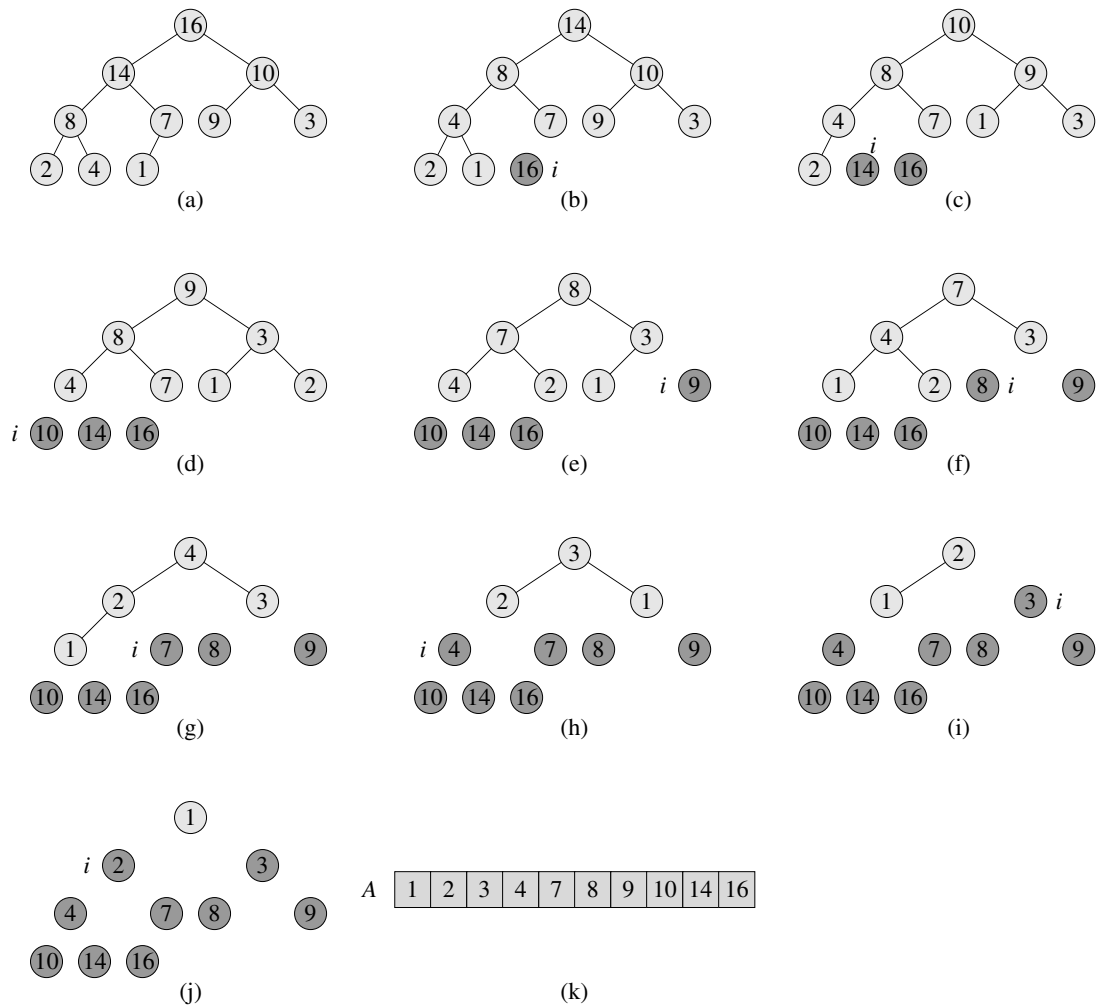 16
14 10
8 7 9 3
2 4 1
(a)
14
8 10
4 7 9 3
2 1 16 i
(b)
10
8 9
4 7 1 3
i
2 14 16
(c)
9
8 3
4 7 1 2
i 10 14 16
(d)
8
7 3
4 2 1 i 9
10 14 16
(e)
7
4 3
1 2 8 i 9
10 14 16
(f)
4
2 3
1 i 7 8 9
10 14 16
(g)
3
2 1
i 4 7 8 9
10 14 16
(h)
2
1 3 i
4 7 8 9
10 14 16
(i)
1
i 2 3
4 7 8 9
10 14 16
(j)
A 1 2 3 4 7 8 9 10 14 16
(k)